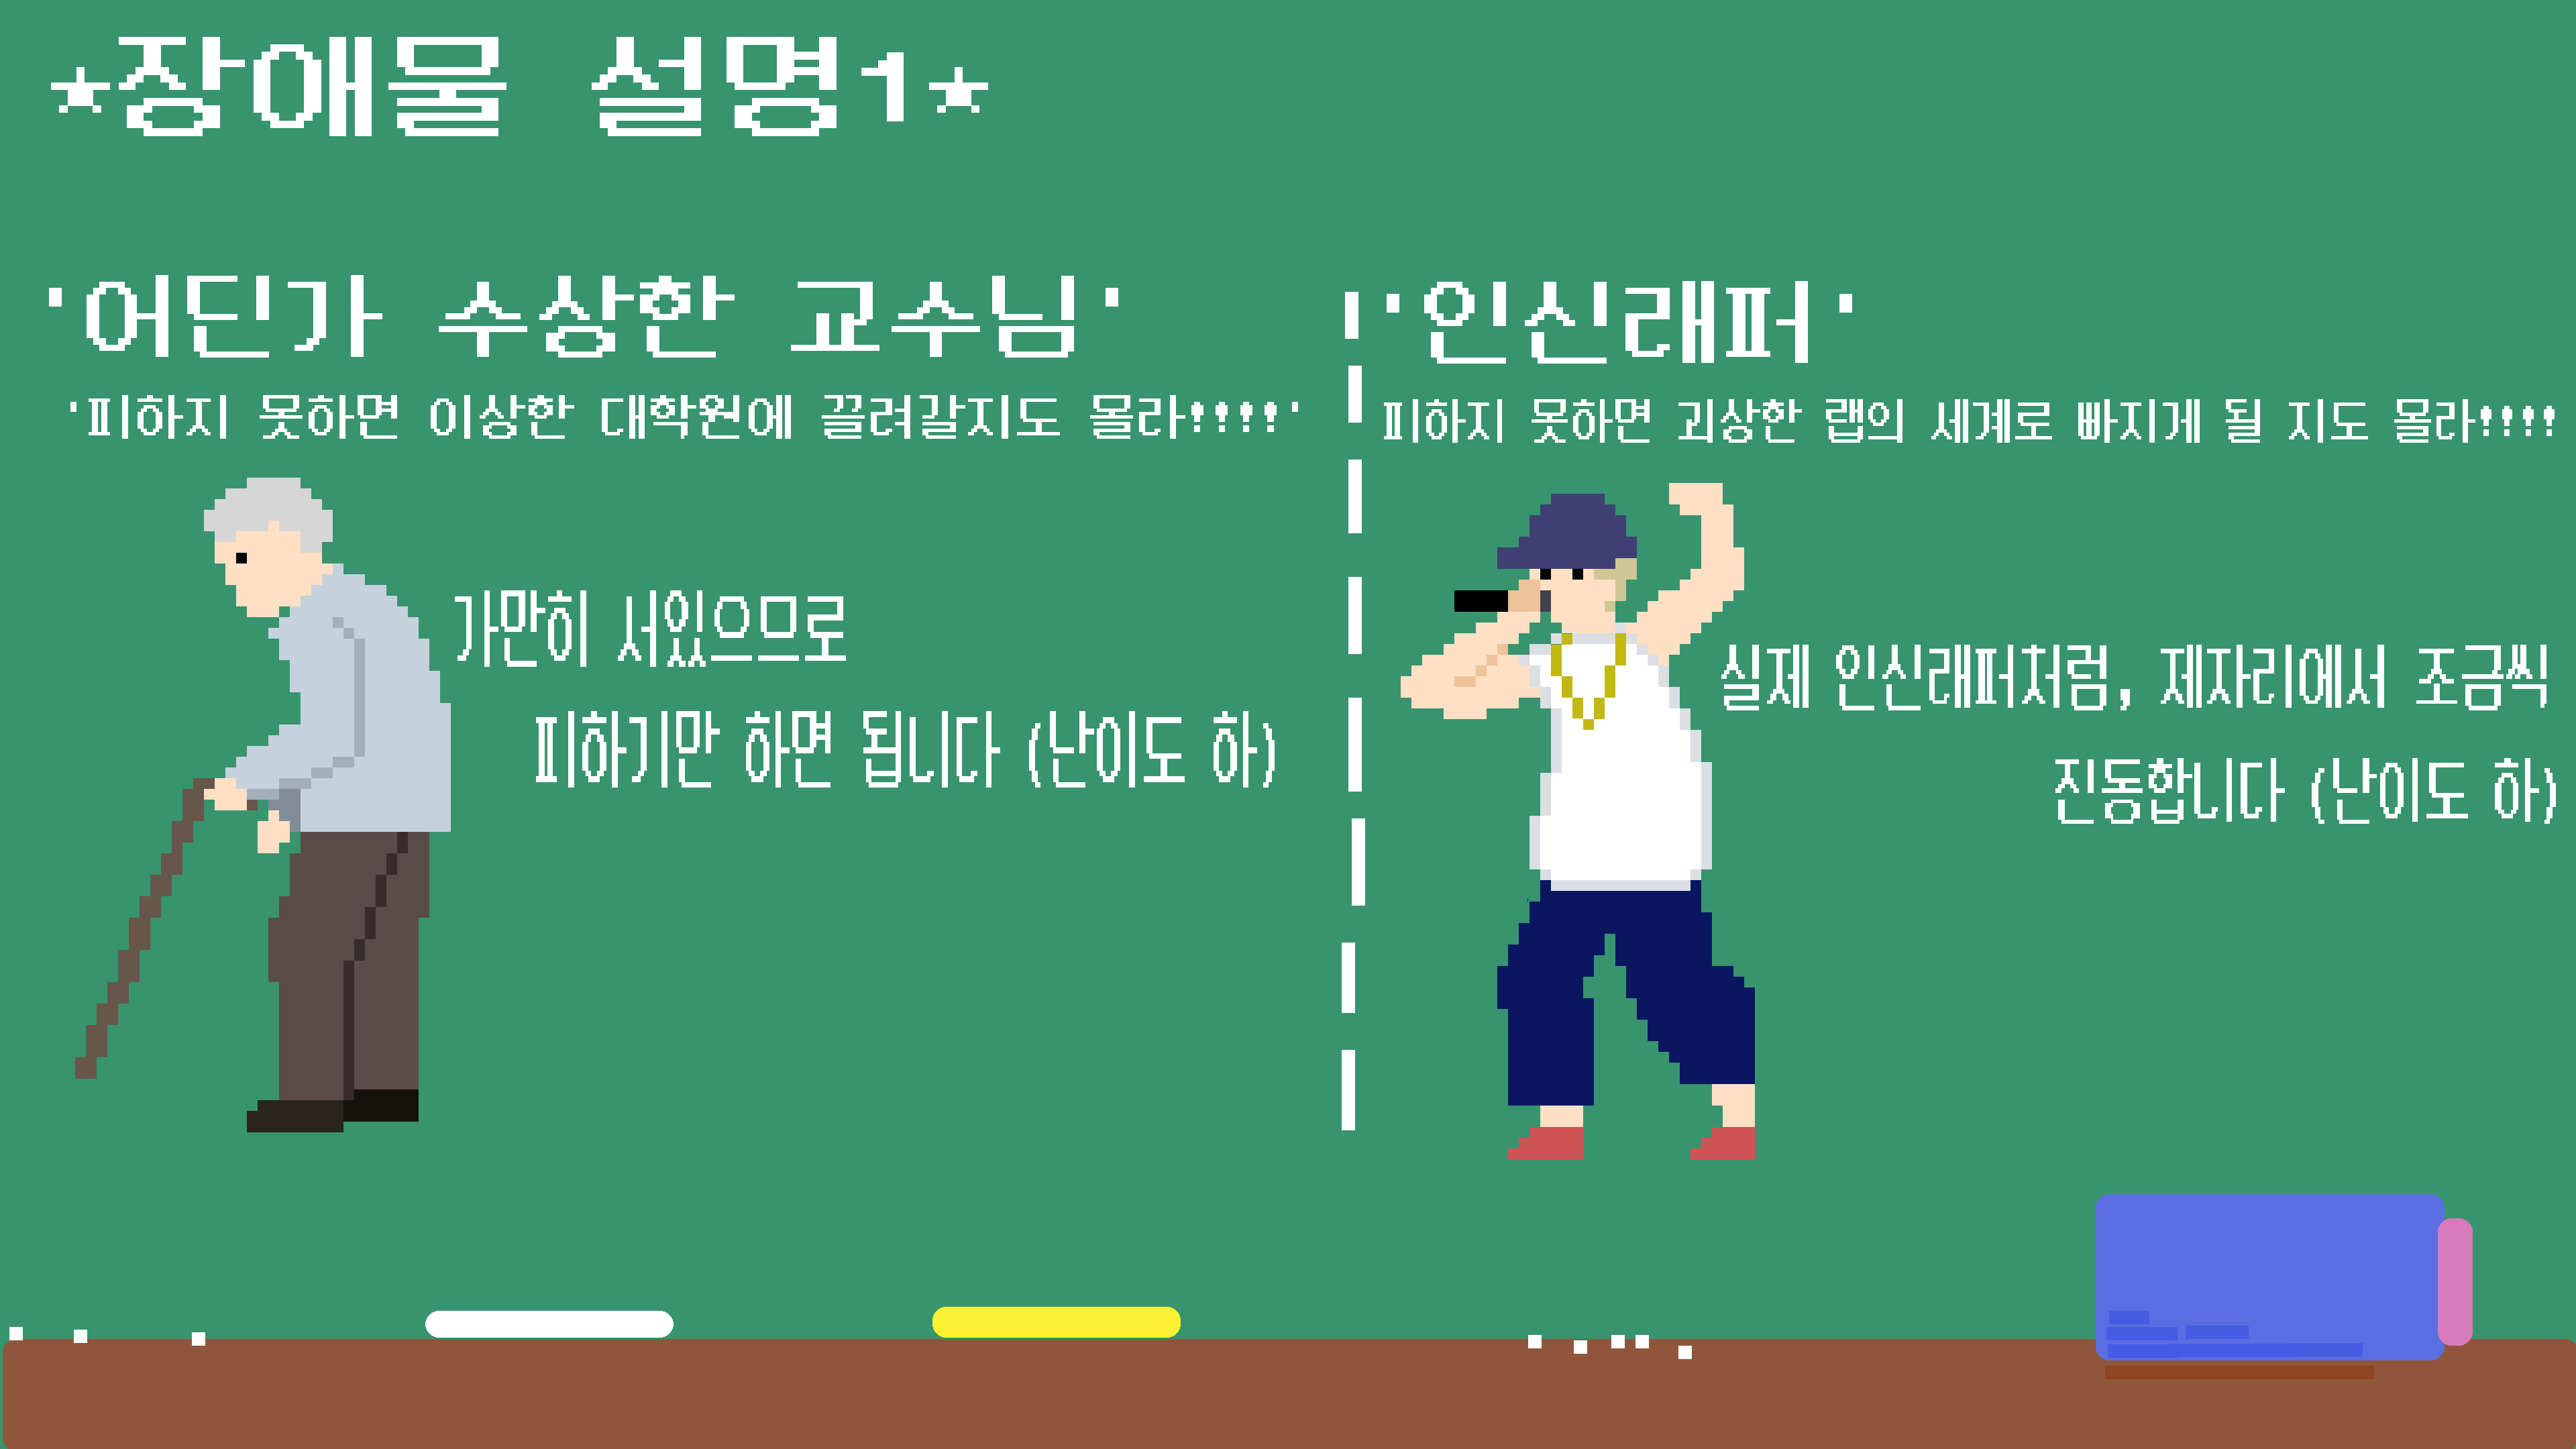 ★장애물 설명1★
'어딘가 수상한 교수님'
'피하지 못하면 이상한 대학원에 끌려갈지도 몰라!!!!'
가만히 서있으므로
피하기만 하면 됩니다 (난이도 하)
'인신래퍼'
피하지 못하면 괴상한 랩의 세계로 빠지게 될 지도 몰라!!!!
실제 인신래퍼처럼, 제자리에서 조금씩
진동합니다 (난이도 하)